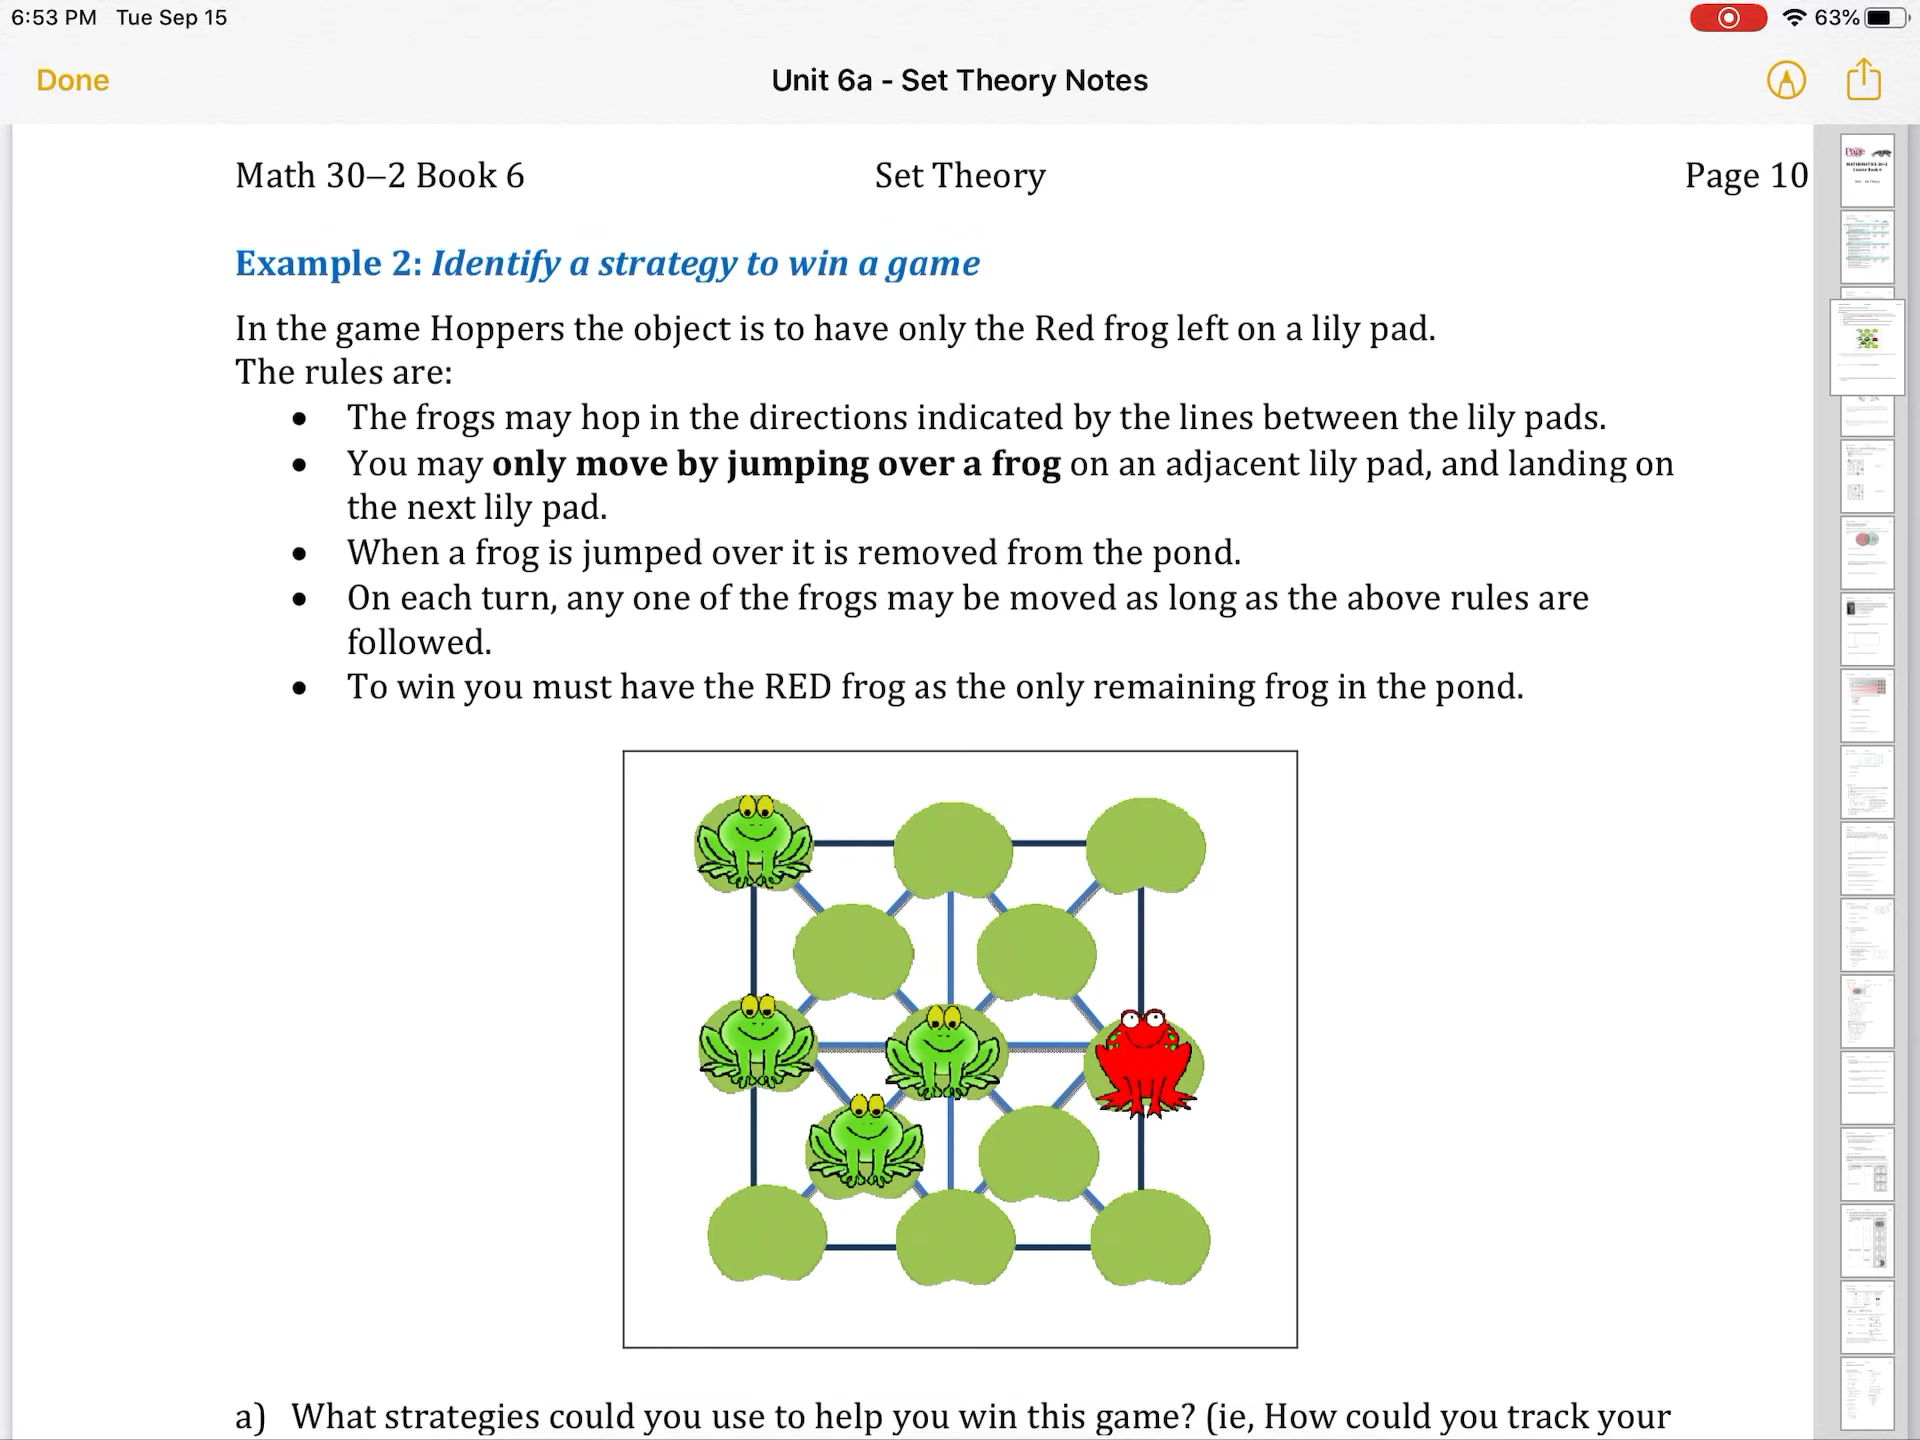 6:53 PM Tue Sep 15
63%
Done
Unit 6a - Set Theory Notes
Math 30–2 Book 6
Set Theory
Page 10
Example 2: Identify a strategy to win a game
In the game Hoppers the object is to have only the Red frog left on a lily pad.
The rules are:
• The frogs may hop in the directions indicated by the lines between the lily pads.
• You may only move by jumping over a frog on an adjacent lily pad, and landing on
the next lily pad.
• When a frog is jumped over it is removed from the pond.
• On each turn, any one of the frogs may be moved as long as the above rules are
followed.
• To win you must have the RED frog as the only remaining frog in the pond.
a) What strategies could you use to help you win this game? (ie, How could you track your